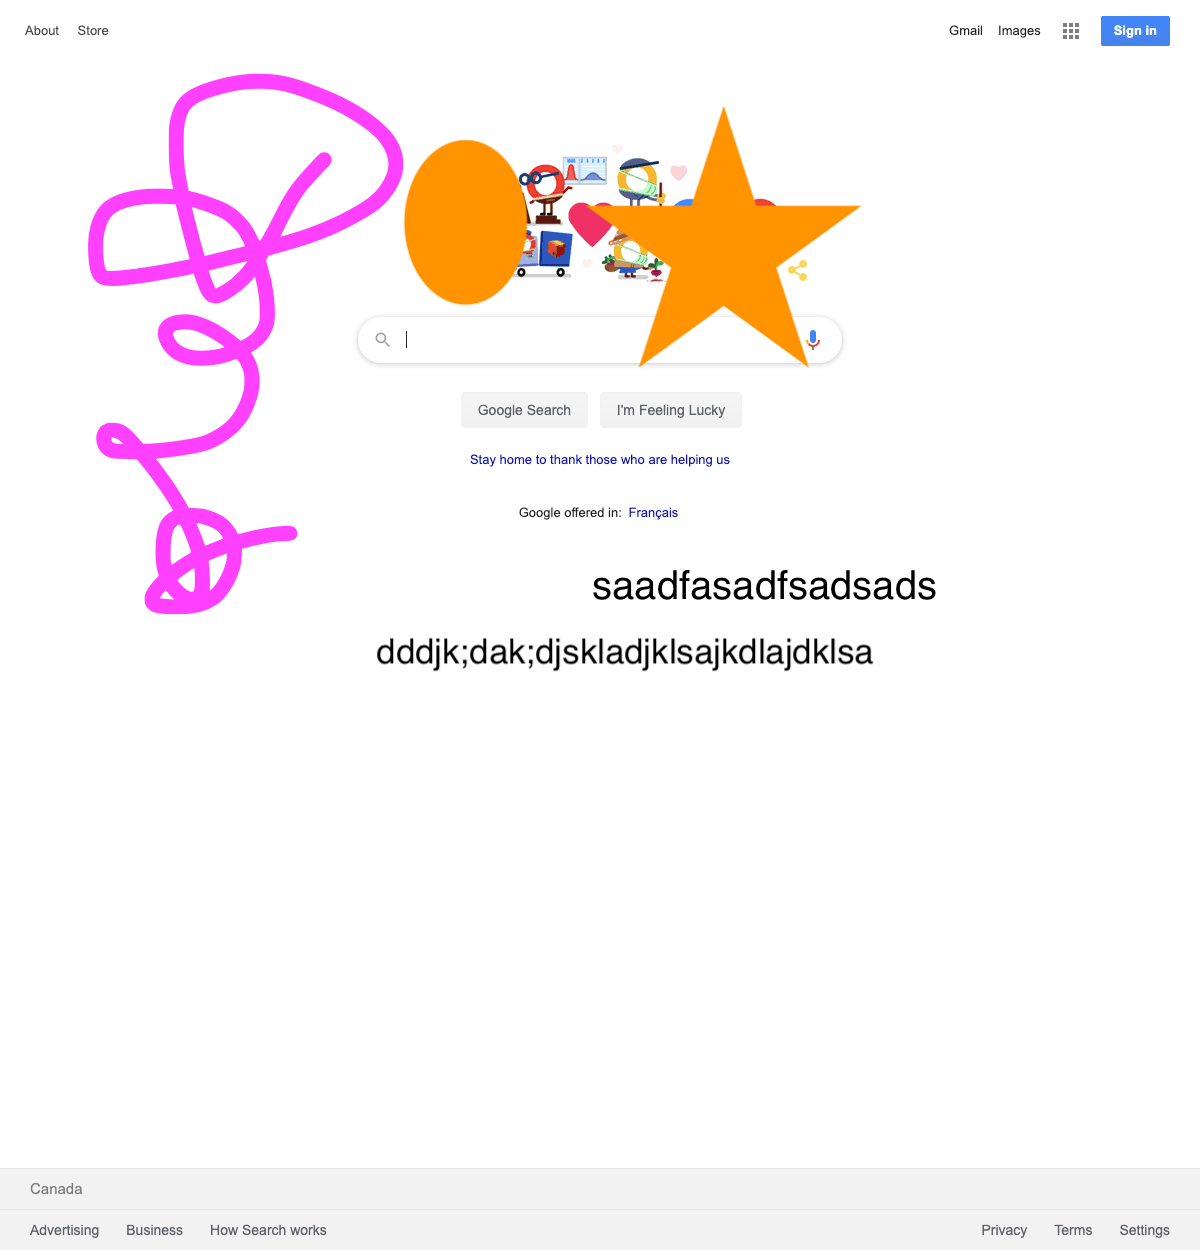 About Store Gmail Images Sign in
Google Search I'm Feeling Lucky
Stay home to thank those who are helping us
Google offered in: Français
saadfasadfsadsads
dddjk;dak;djskladjklsajkdlajdklsa
Canada
Advertising Business How Search works Privacy Terms Settings